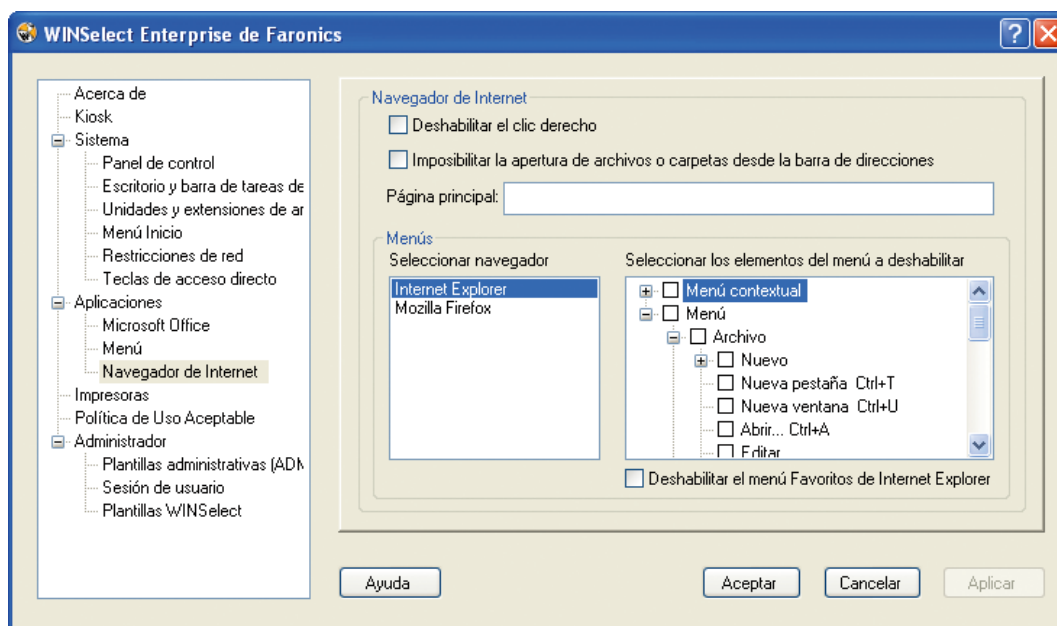 WINSelect Enterprise de Faronics
Acerca de
Kiosk
Sistema
Panel de control
Escritorio y barra de tareas de
Unidades y extensiones de ar
Menú Inicio
Restricciones de red
Teclas de acceso directo
Aplicaciones
Microsoft Office
Menú
Navegador de Internet
Impresoras
Política de Uso Aceptable
Administrador
Plantillas administrativas (ADM
Sesión de usuario
Plantillas WINSelect
Navegador de Internet
Deshabilitar el clic derecho
Imposibilitar la apertura de archivos o carpetas desde la barra de direcciones
Página principal:
Menús
Seleccionar navegador
Internet Explorer
Mozilla Firefox
Seleccionar los elementos del menú a deshabilitar
Menú contextual
Menú
Archivo
Nuevo
Nueva pestaña Ctrl+T
Nueva ventana Ctrl+U
Abrir... Ctrl+A
Editar
Deshabilitar el menú Favoritos de Internet Explorer
Ayuda
Aceptar
Cancelar
Aplicar